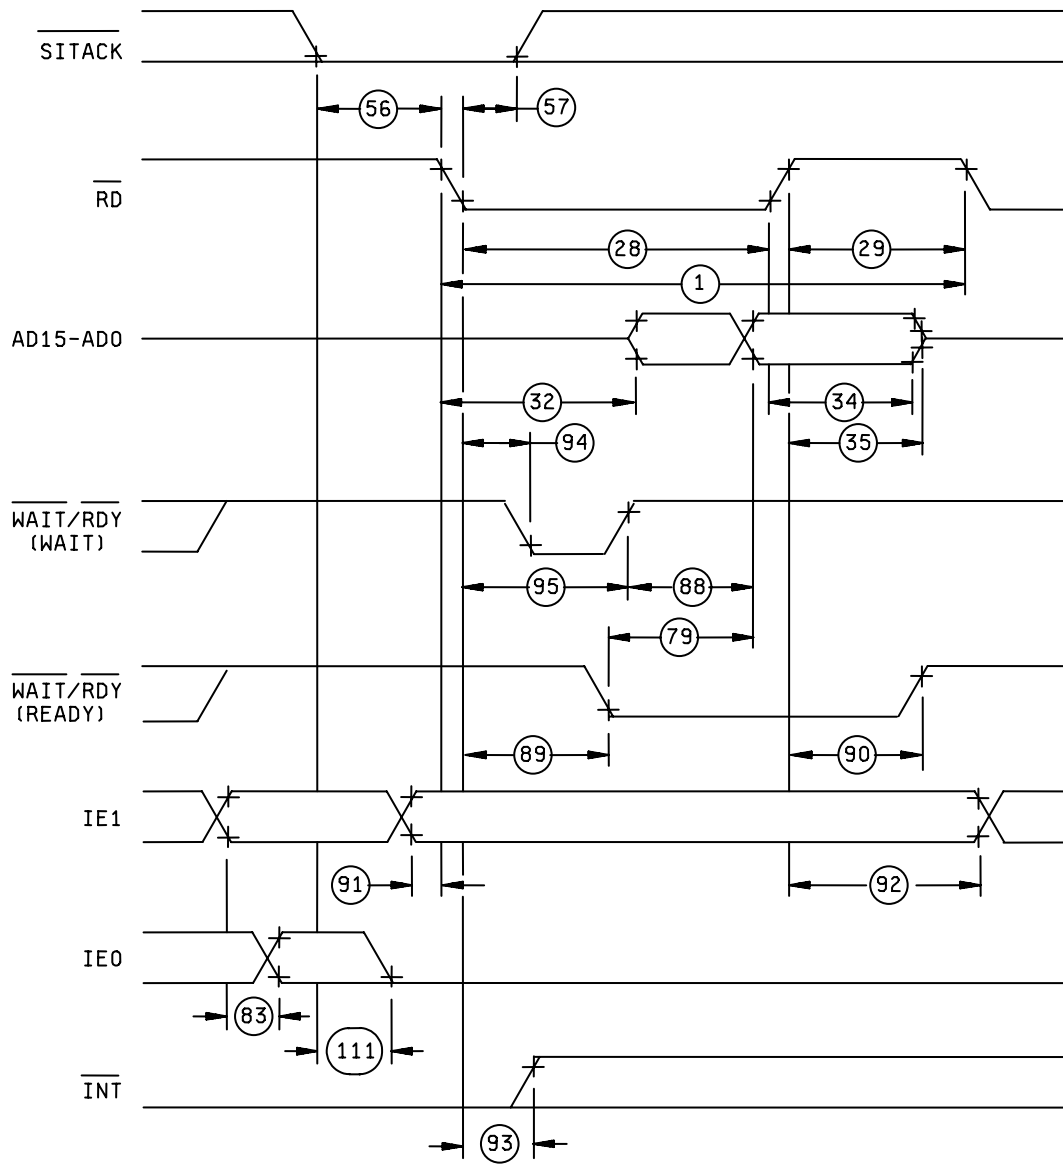 SITACK
56
57
RD
28
29
1
AD15-AD0
32
34
94
35
WAIT/RDY
(WAIT)
95
88
79
WAIT/RDY
(READY)
89
90
IE1
91
92
IE0
83
111
INT
93